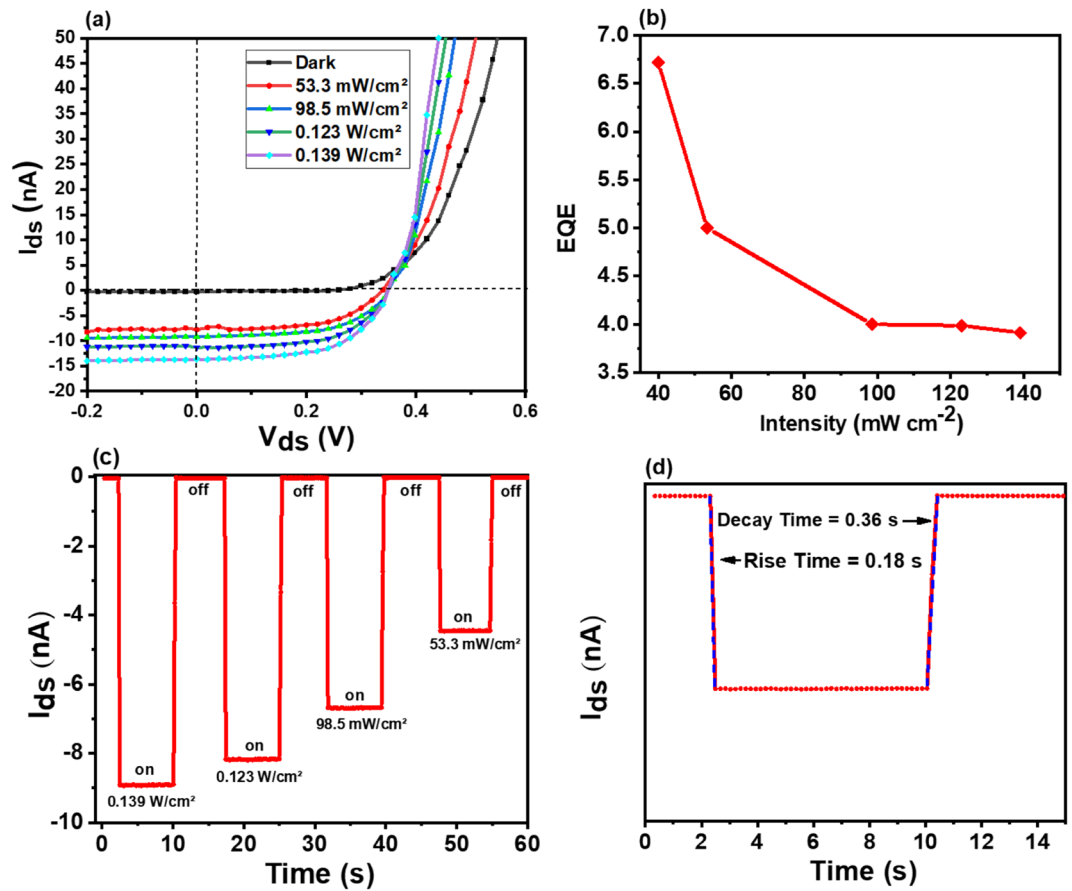 (a)
50
45
40
35
30
25
20
15
10
5
0
-5
-10
-15
-20
Ids (nA)
Dark
53.3 mW/cm²
98.5 mW/cm²
0.123 W/cm²
0.139 W/cm²
-0.2 0.0 0.2 0.4 0.6
Vds (V)
(b)
7.0
6.5
6.0
5.5
5.0
4.5
4.0
3.5
EQE
40 60 80 100 120 140
Intensity (mW cm-2)
(c)
0
-2
-4
-6
-8
-10
Ids (nA)
off off off off
on
53.3 mW/cm²
on
98.5 mW/cm²
on
0.123 W/cm²
on
0.139 W/cm²
0 10 20 30 40 50 60
Time (s)
(d)
Ids (nA)
Decay Time = 0.36 s
Rise Time = 0.18 s
0 2 4 6 8 10 12 14
Time (s)